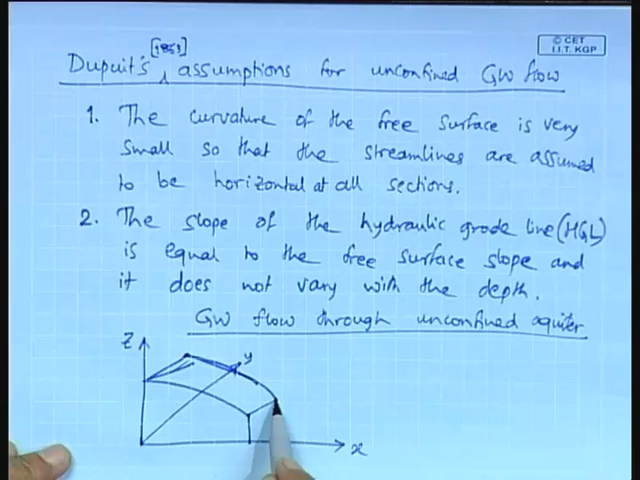 © CET
I.I.T. KGP
[1863]
Dupuit's assumptions for unconfined GW flow
1. The curvature of the free surface is very
small so that the streamlines are assumed
to be horizontal at all sections.
2. The slope of the hydraulic grade line (HGL)
is equal to the free surface slope and
it does not vary with the depth.
GW flow through unconfined aquifer
Z
y
x